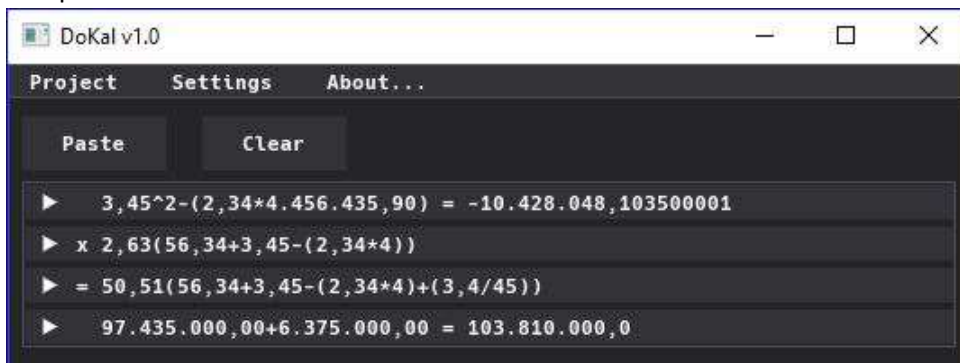 DoKal v1.0
Project Settings About...
Paste Clear
3,45^2-(2,34*4.456.435,90) = -10.428.048,103500001
x 2,63(56,34+3,45-(2,34*4))
= 50,51(56,34+3,45-(2,34*4)+(3,4/45))
97.435.000,00+6.375.000,00 = 103.810.000,0